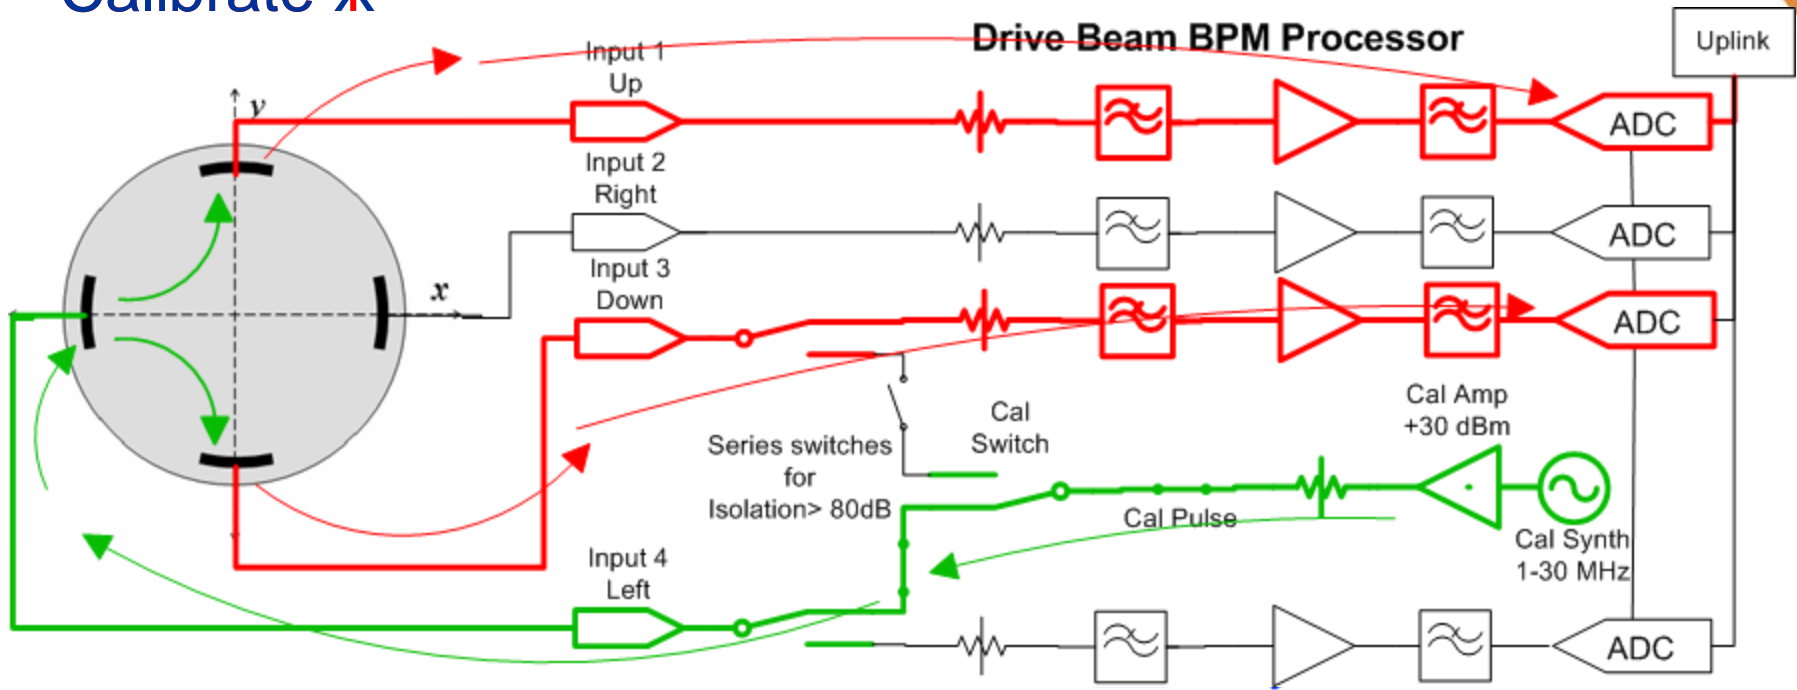 Calibrate
Drive Beam BPM Processor
Uplink
Input 1
Up
y
ADC
Input 2
Right
ADC
Input 3
Down
x
ADC
Cal Amp
+30 dBm
Cal
Switch
Series switches
for
Isolation> 80dB
Cal Pulse
Cal Synth
1-30 MHz
Input 4
Left
ADC